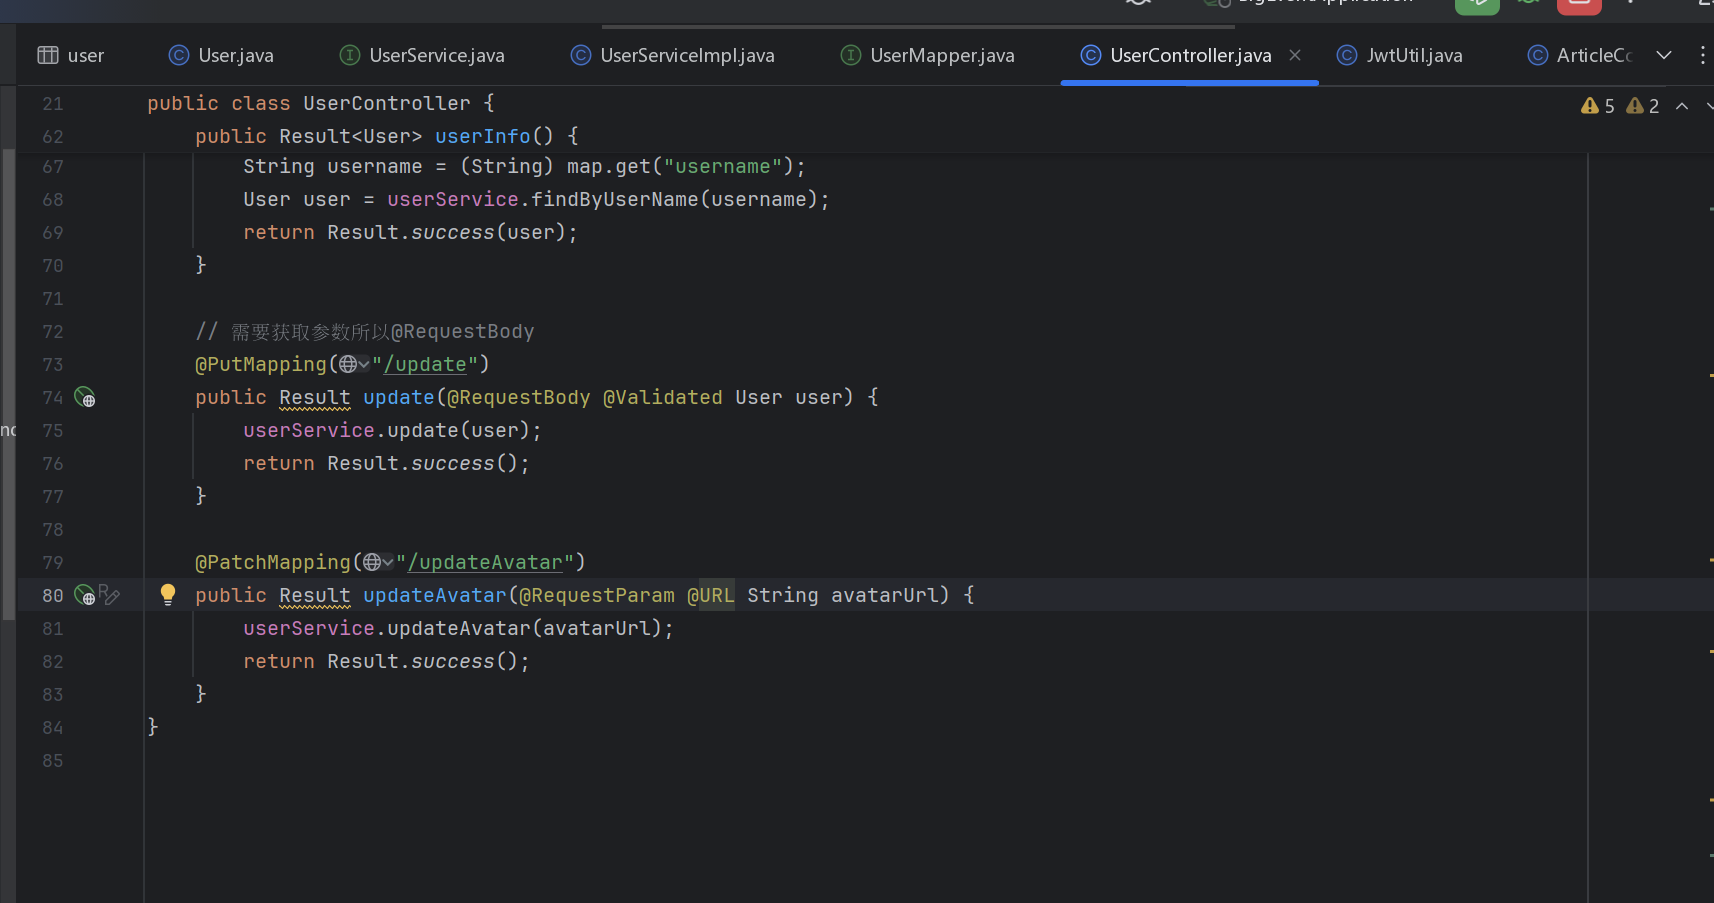 user User.java UserService.java UserServiceImpl.java UserMapper.java UserController.java JwtUtil.java
5 2
21 public class UserController {
62 public Result<User> userInfo() {
67 String username = (String) map.get("username");
68 User user = userService.findByUserName(username);
69 return Result.success(user);
70 }
71
72 // 需要获取参数所以@RequestBody
73 @PutMapping("/update")
74 public Result update(@RequestBody @Validated User user) {
75 userService.update(user);
76 return Result.success();
77 }
78
79 @PatchMapping("/updateAvatar")
80 public Result updateAvatar(@RequestParam @URL String avatarUrl) {
81 userService.updateAvatar(avatarUrl);
82 return Result.success();
83 }
84 }
85